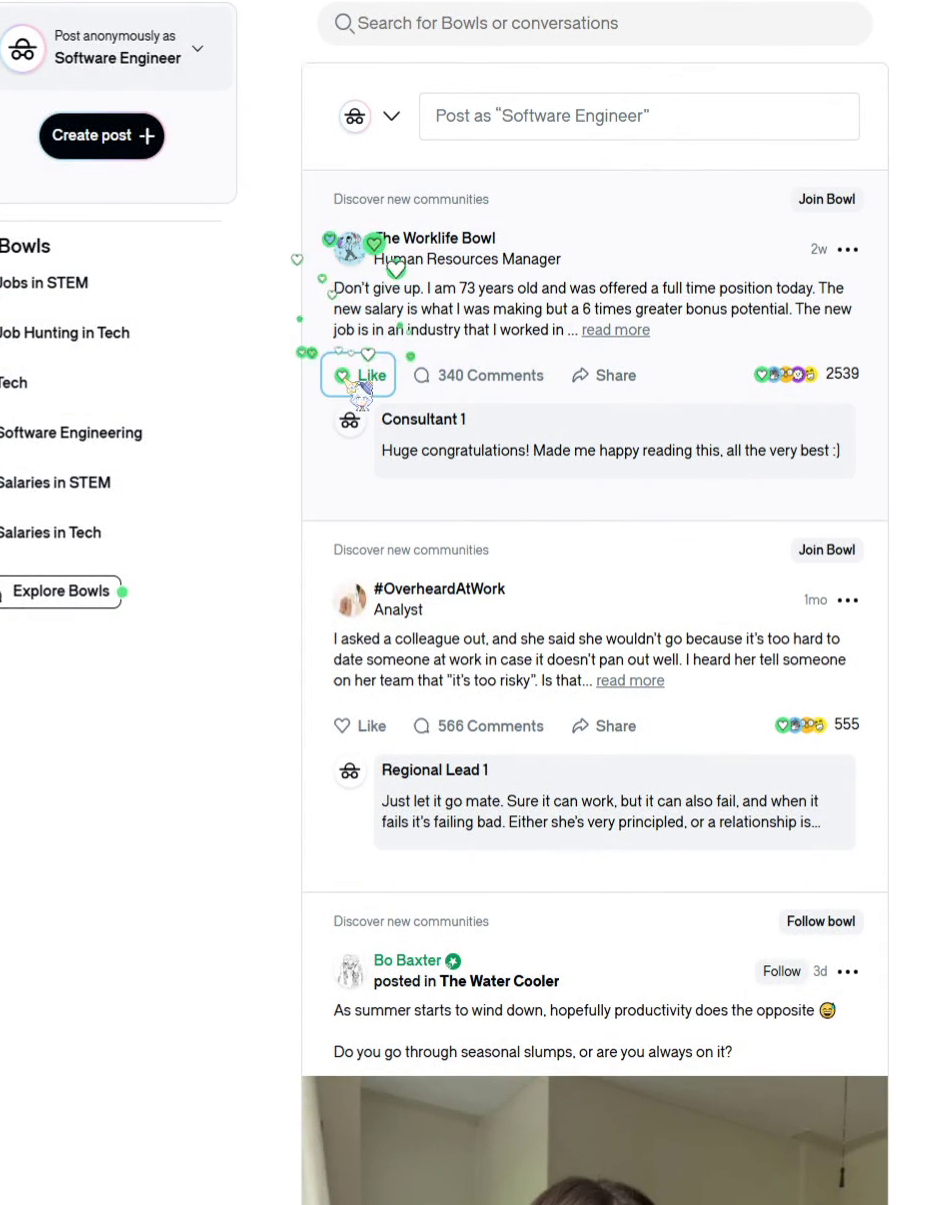 Post anonymously as
Software Engineer
Create post
Bowls
Jobs in STEM
Job Hunting in Tech
Tech
Software Engineering
Salaries in STEM
Salaries in Tech
Explore Bowls
Search for Bowls or conversations
Post as "Software Engineer"
Discover new communities
Join Bowl
The Worklife Bowl
Human Resources Manager
2w
Don't give up. I am 73 years old and was offered a full time position today. The
new salary is what I was making but a 6 times greater bonus potential. The new
job is in an industry that I worked in ... read more
Like
340 Comments
Share
2539
Consultant 1
Huge congratulations! Made me happy reading this, all the very best :)
Discover new communities
Join Bowl
#OverheardAtWork
Analyst
1mo
I asked a colleague out, and she said she wouldn't go because it's too hard to
date someone at work in case it doesn't pan out well. I heard her tell someone
on her team that "it's too risky". Is that... read more
Like
566 Comments
Share
555
Regional Lead 1
Just let it go mate. Sure it can work, but it can also fail, and when it
fails it's failing bad. Either she's very principled, or a relationship is...
Discover new communities
Follow bowl
Bo Baxter
posted in The Water Cooler
Follow
3d
As summer starts to wind down, hopefully productivity does the opposite 😅
Do you go through seasonal slumps, or are you always on it?